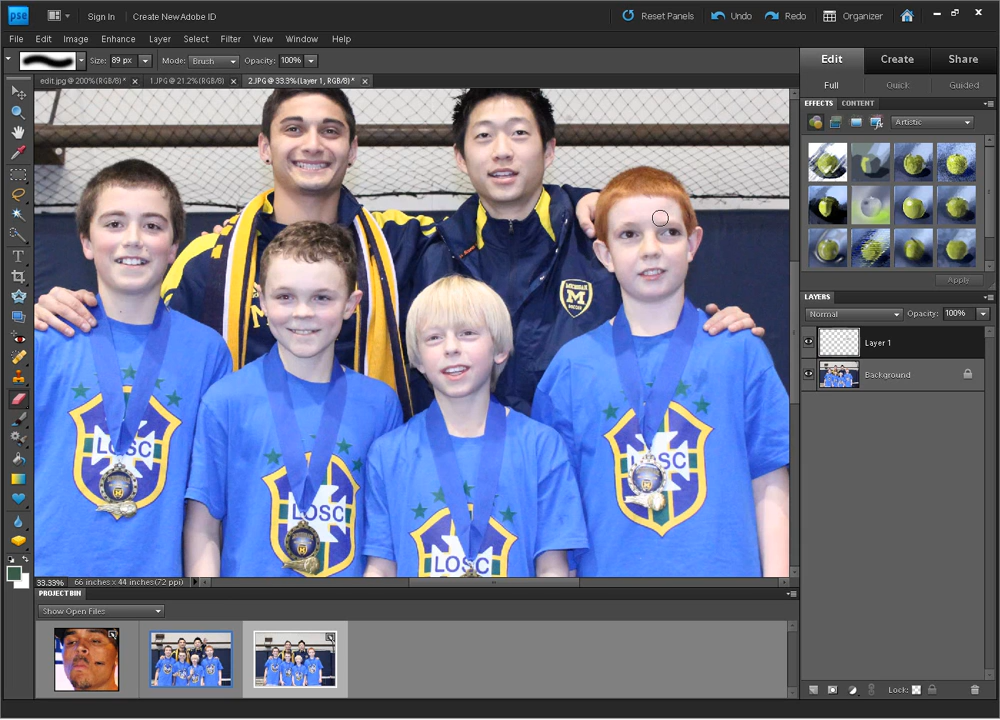 pse Sign In Create New Adobe ID Reset Panels Undo Redo Organizer
File Edit Image Enhance Layer Select Filter View Window Help
Size: 89 px Mode: Brush Opacity: 100%
Edit Create Share
edit.jpg @ 200% (RGB/8) * 1.JPG @ 21.2% (RGB/8) 2.JPG @ 33.3% (Layer 1, RGB/8) *
Full Quick Guided
EFFECTS CONTENT
Artistic
Apply
LAYERS
Normal Opacity: 100%
Layer 1
Background
MICHIGAN
M
SOCCER
LOSC
LOSC
LOSC
LOSC
33.33% 66 inches x 44 inches (72 ppi)
PROJECT BIN
Show Open Files
Lock: